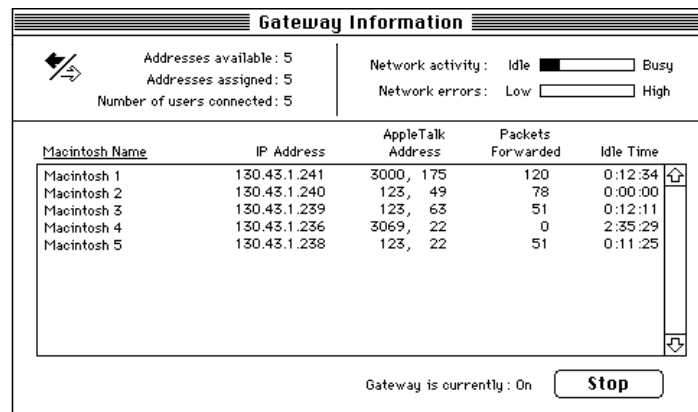 Gateway Information
Addresses available: 5
Addresses assigned: 5
Number of users connected: 5
Network activity: Idle Busy
Network errors: Low High
AppleTalk Packets
Macintosh Name IP Address Address Forwarded Idle Time
Macintosh 1 130.43.1.241 3000, 175 120 0:12:34
Macintosh 2 130.43.1.240 123, 49 78 0:00:00
Macintosh 3 130.43.1.239 123, 63 51 0:12:11
Macintosh 4 130.43.1.236 3069, 22 0 2:35:29
Macintosh 5 130.43.1.238 123, 22 51 0:11:25
Gateway is currently: On Stop